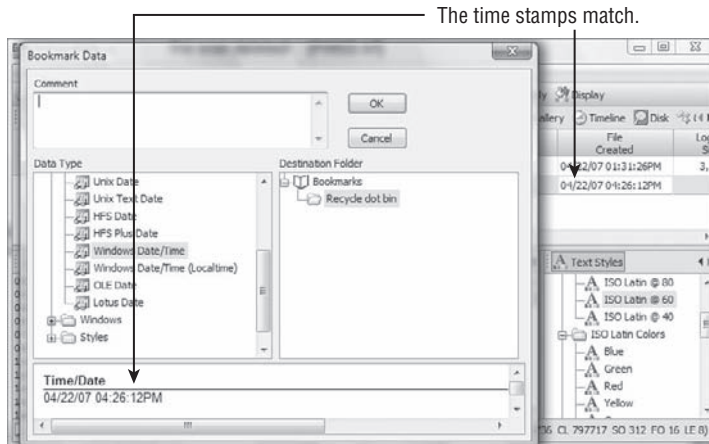 The time stamps match.
Bookmark Data
Comment
OK
Cancel
Data Type
Unix Date
Unix Text Date
HFS Date
HFS Plus Date
Windows Date/Time
Windows Date/Time (Localtime)
OLE Date
Lotus Date
Windows
Styles
Destination Folder
Bookmarks
Recycle dot bin
Time/Date
04/22/07 04:26:12PM
Display
Timeline Disk
File
Created
04/22/07 01:31:26PM 3,
04/22/07 04:26:12PM
Text Styles
ISO Latin @ 80
ISO Latin @ 60
ISO Latin @ 40
ISO Latin Colors
Blue
Green
Red
Yellow
CL 797717 SO 312 FO 16 LE 8)